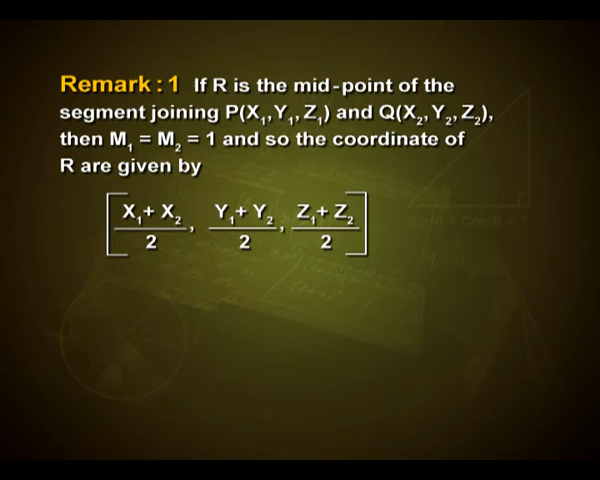 Remark : 1 If R is the mid-point of the
segment joining P(X₁,Y₁,Z₁) and Q(X₂,Y₂,Z₂),
then M₁ = M₂ = 1 and so the coordinate of
R are given by
[ X₁+ X₂ / 2 , Y₁+ Y₂ / 2 , Z₁+ Z₂ / 2 ]